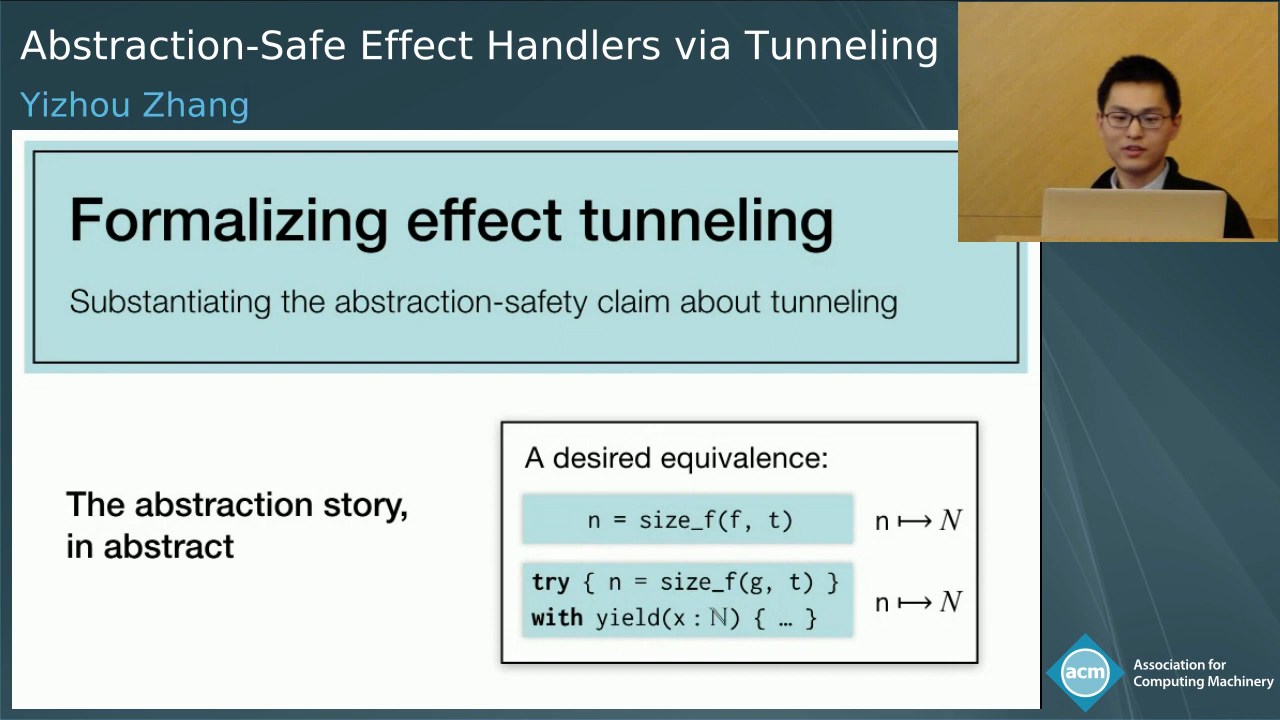 Abstraction-Safe Effect Handlers via Tunneling
Yizhou Zhang
Formalizing effect tunneling
Substantiating the abstraction-safety claim about tunneling
The abstraction story,
in abstract
A desired equivalence:
n = size_f(f, t)
n ⟼ N
try { n = size_f(g, t) }
with yield(x : ℕ) { … }
n ⟼ N
acm
Association for
Computing Machinery